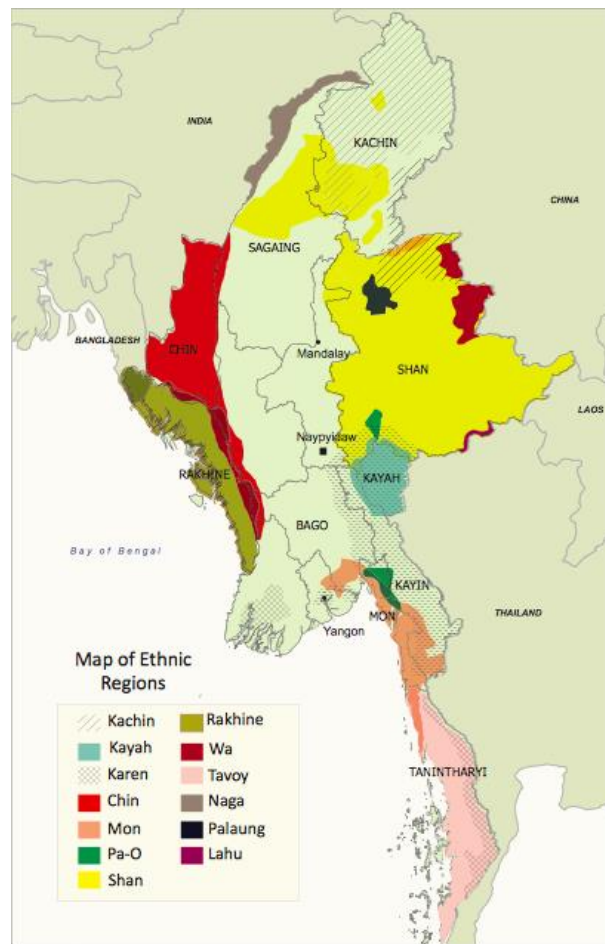 INDIA
KACHIN
CHINA
SAGAING
BANGLADESH
CHIN
Mandalay
SHAN
LAOS
Naypyidaw
RAKHINE
KAYAH
BAGO
Bay of Bengal
KAYIN
THAILAND
MON
Yangon
Map of Ethnic
Regions
TANINTHARYI
Kachin
Kayah
Karen
Chin
Mon
Pa-O
Shan
Rakhine
Wa
Tavoy
Naga
Palaung
Lahu